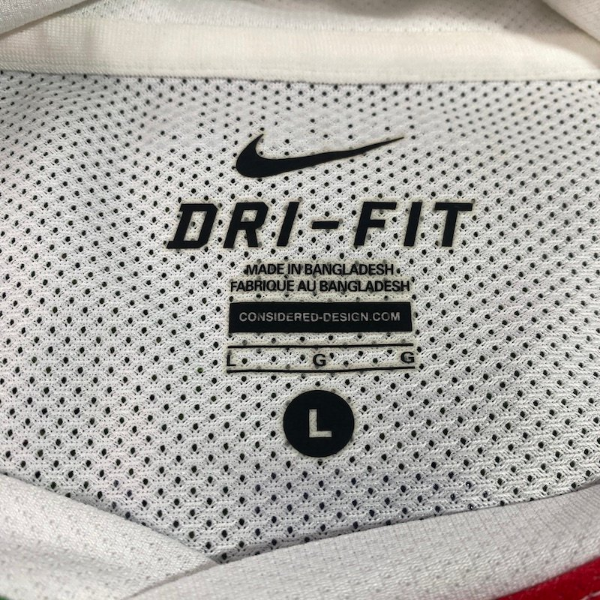 DRI-FIT
MADE IN BANGLADESH
FABRIQUE AU BANGLADESH
CONSIDERED-DESIGN.COM
L G G
L